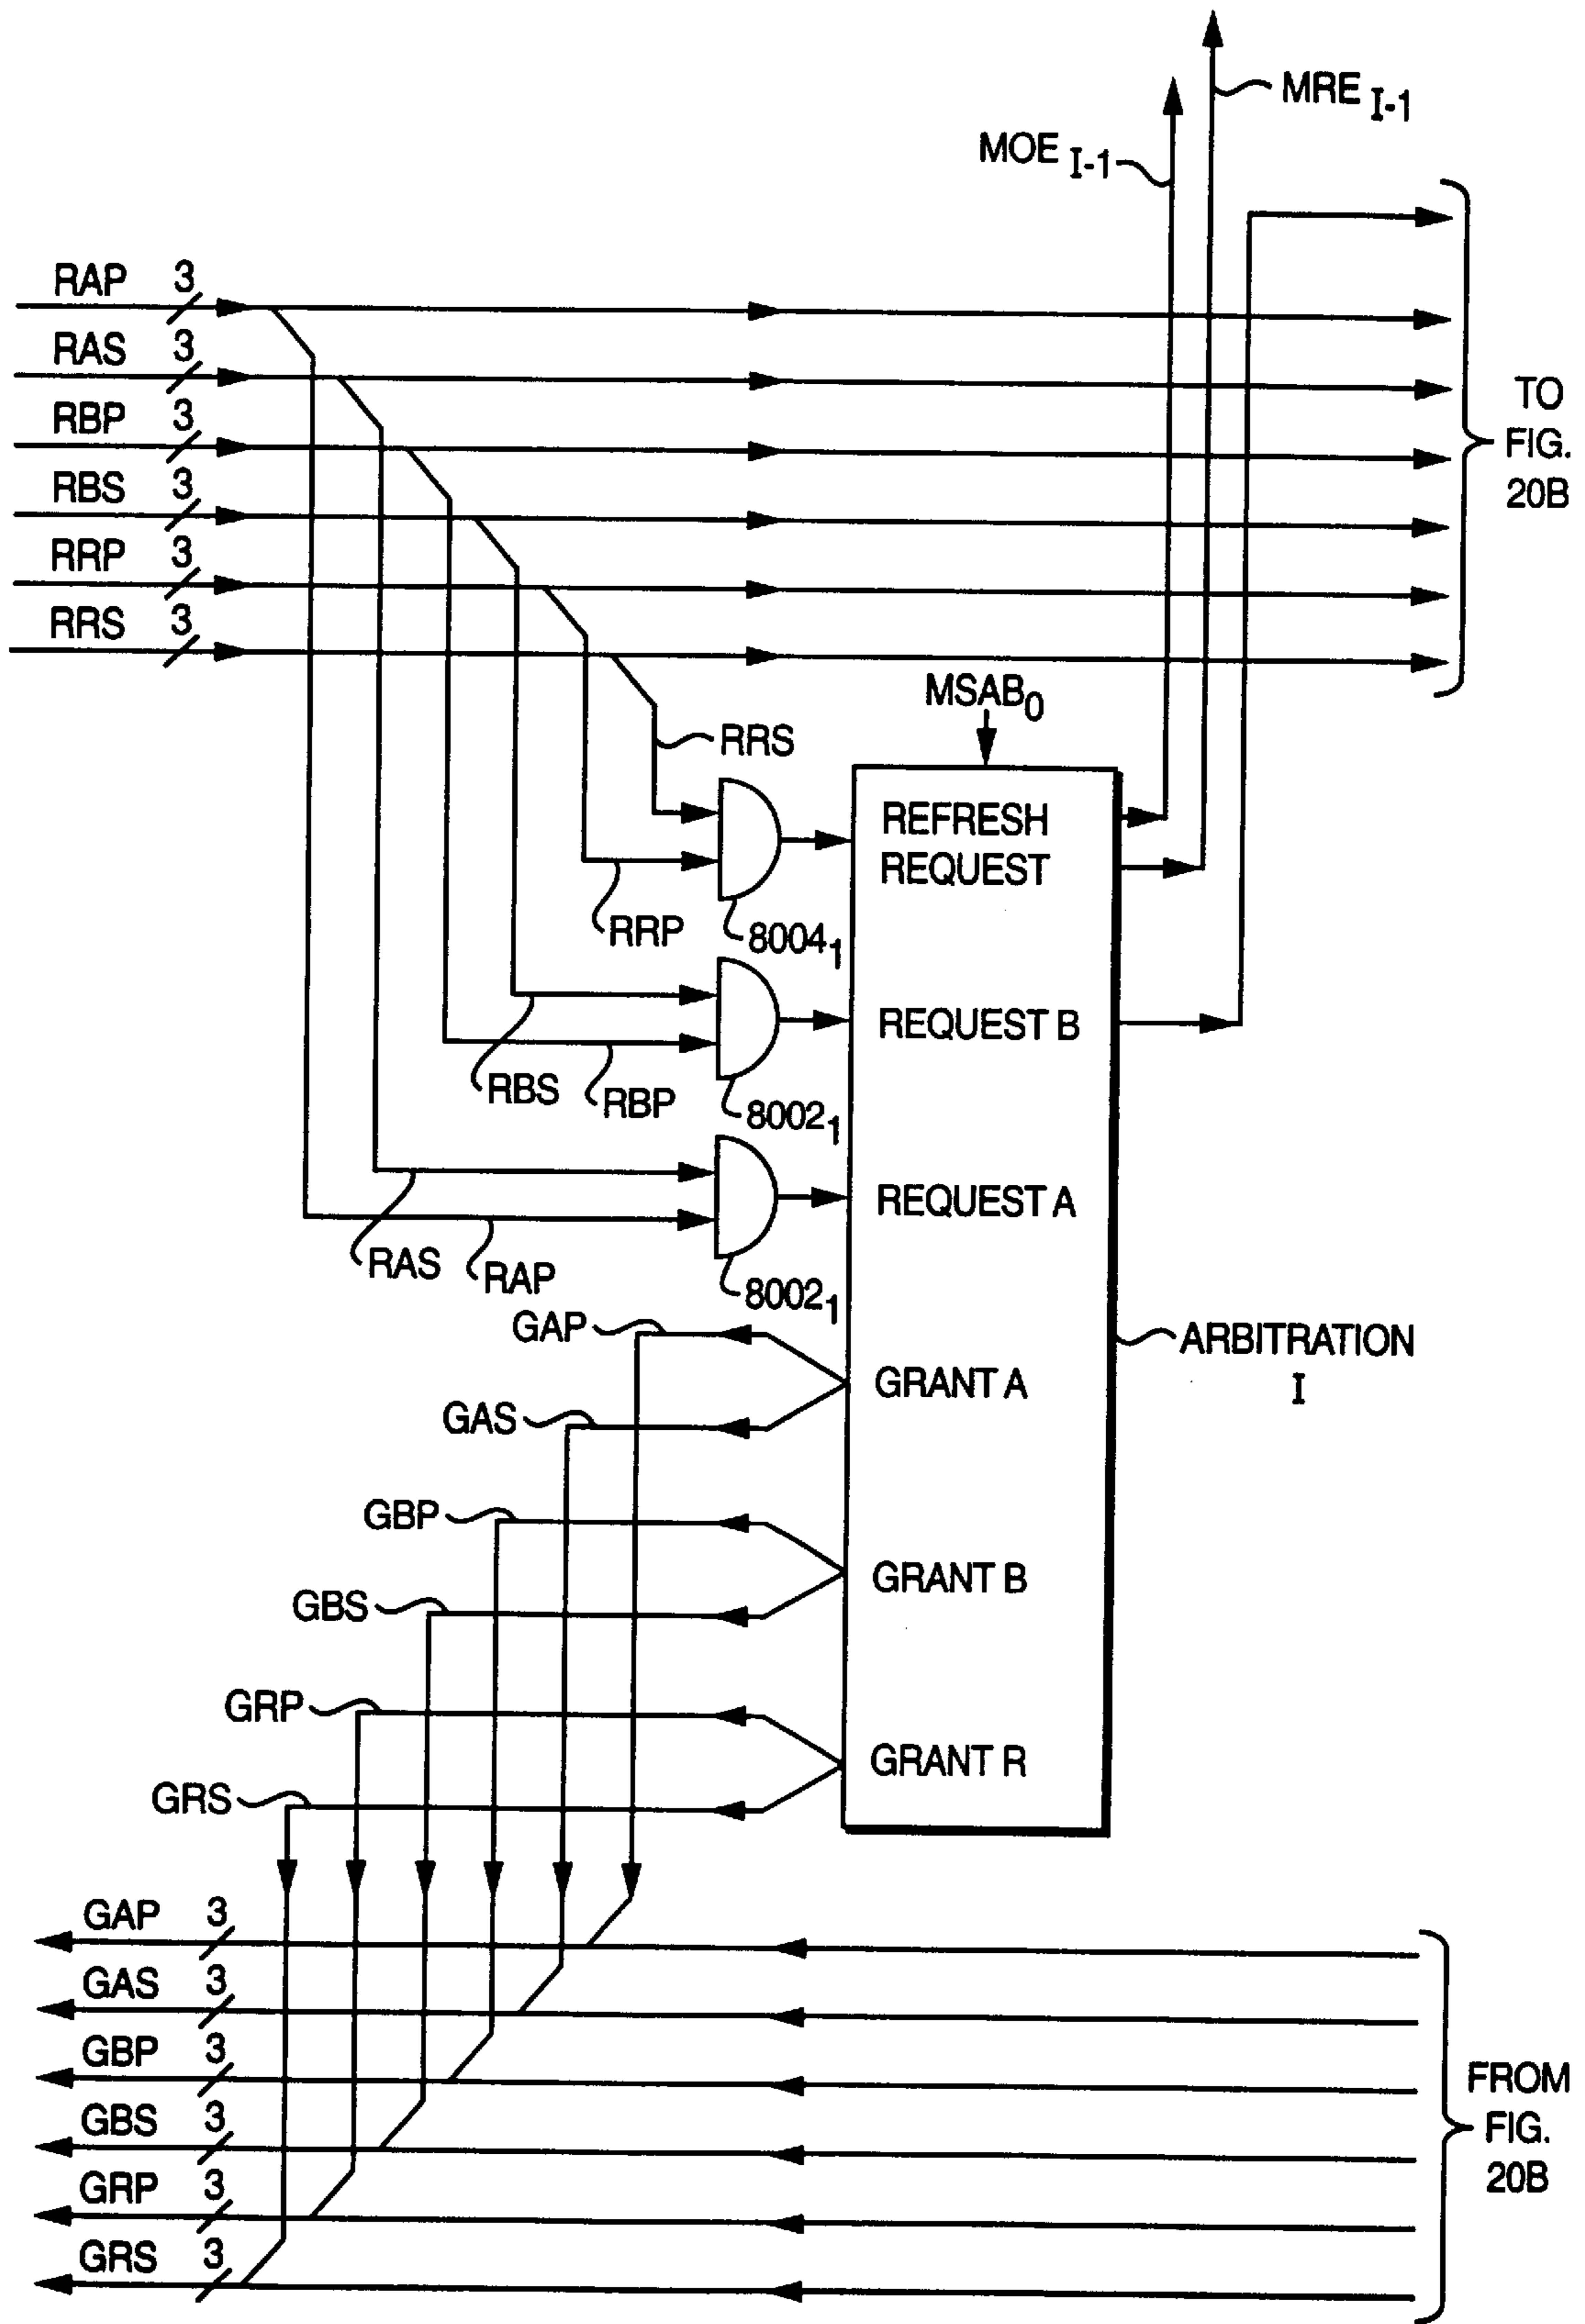 MRE I-1
MOE I-1
RAP 3
RAS 3
RBP 3
RBS 3
RRP 3
RRS 3
TO
FIG.
20B
MSAB0
RRS
REFRESH
REQUEST
RRP
80041
REQUEST B
RBS
RBP
80021
REQUEST A
RAS
RAP
80021
GAP
ARBITRATION
I
GRANT A
GAS
GBP
GRANT B
GBS
GRP
GRANT R
GRS
GAP 3
GAS 3
GBP 3
GBS 3
GRP 3
GRS 3
FROM
FIG.
20B